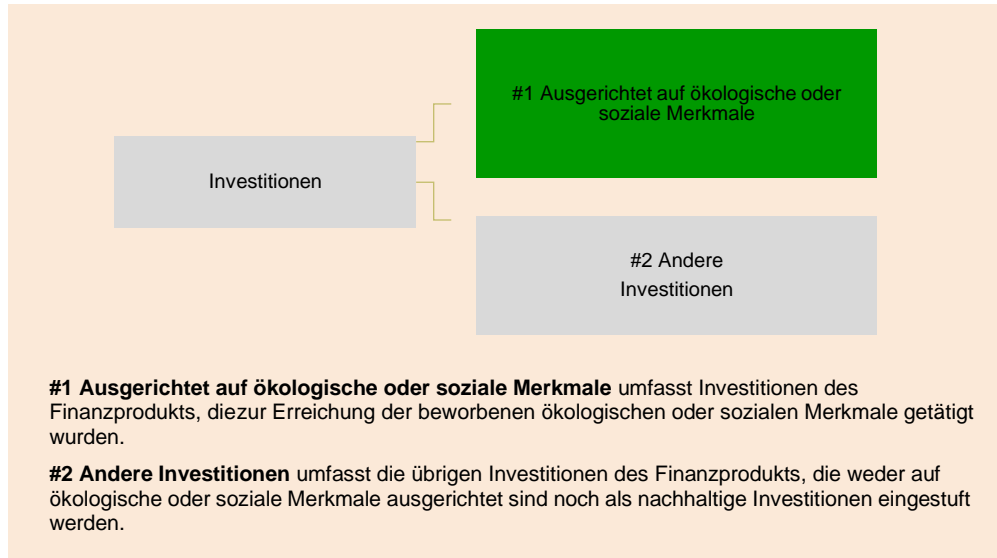 #1 Ausgerichtet auf ökologische oder
soziale Merkmale
Investitionen
#2 Andere
Investitionen
#1 Ausgerichtet auf ökologische oder soziale Merkmale umfasst Investitionen des
Finanzprodukts, diezur Erreichung der beworbenen ökologischen oder sozialen Merkmale getätigt
wurden.
#2 Andere Investitionen umfasst die übrigen Investitionen des Finanzprodukts, die weder auf
ökologische oder soziale Merkmale ausgerichtet sind noch als nachhaltige Investitionen eingestuft
werden.